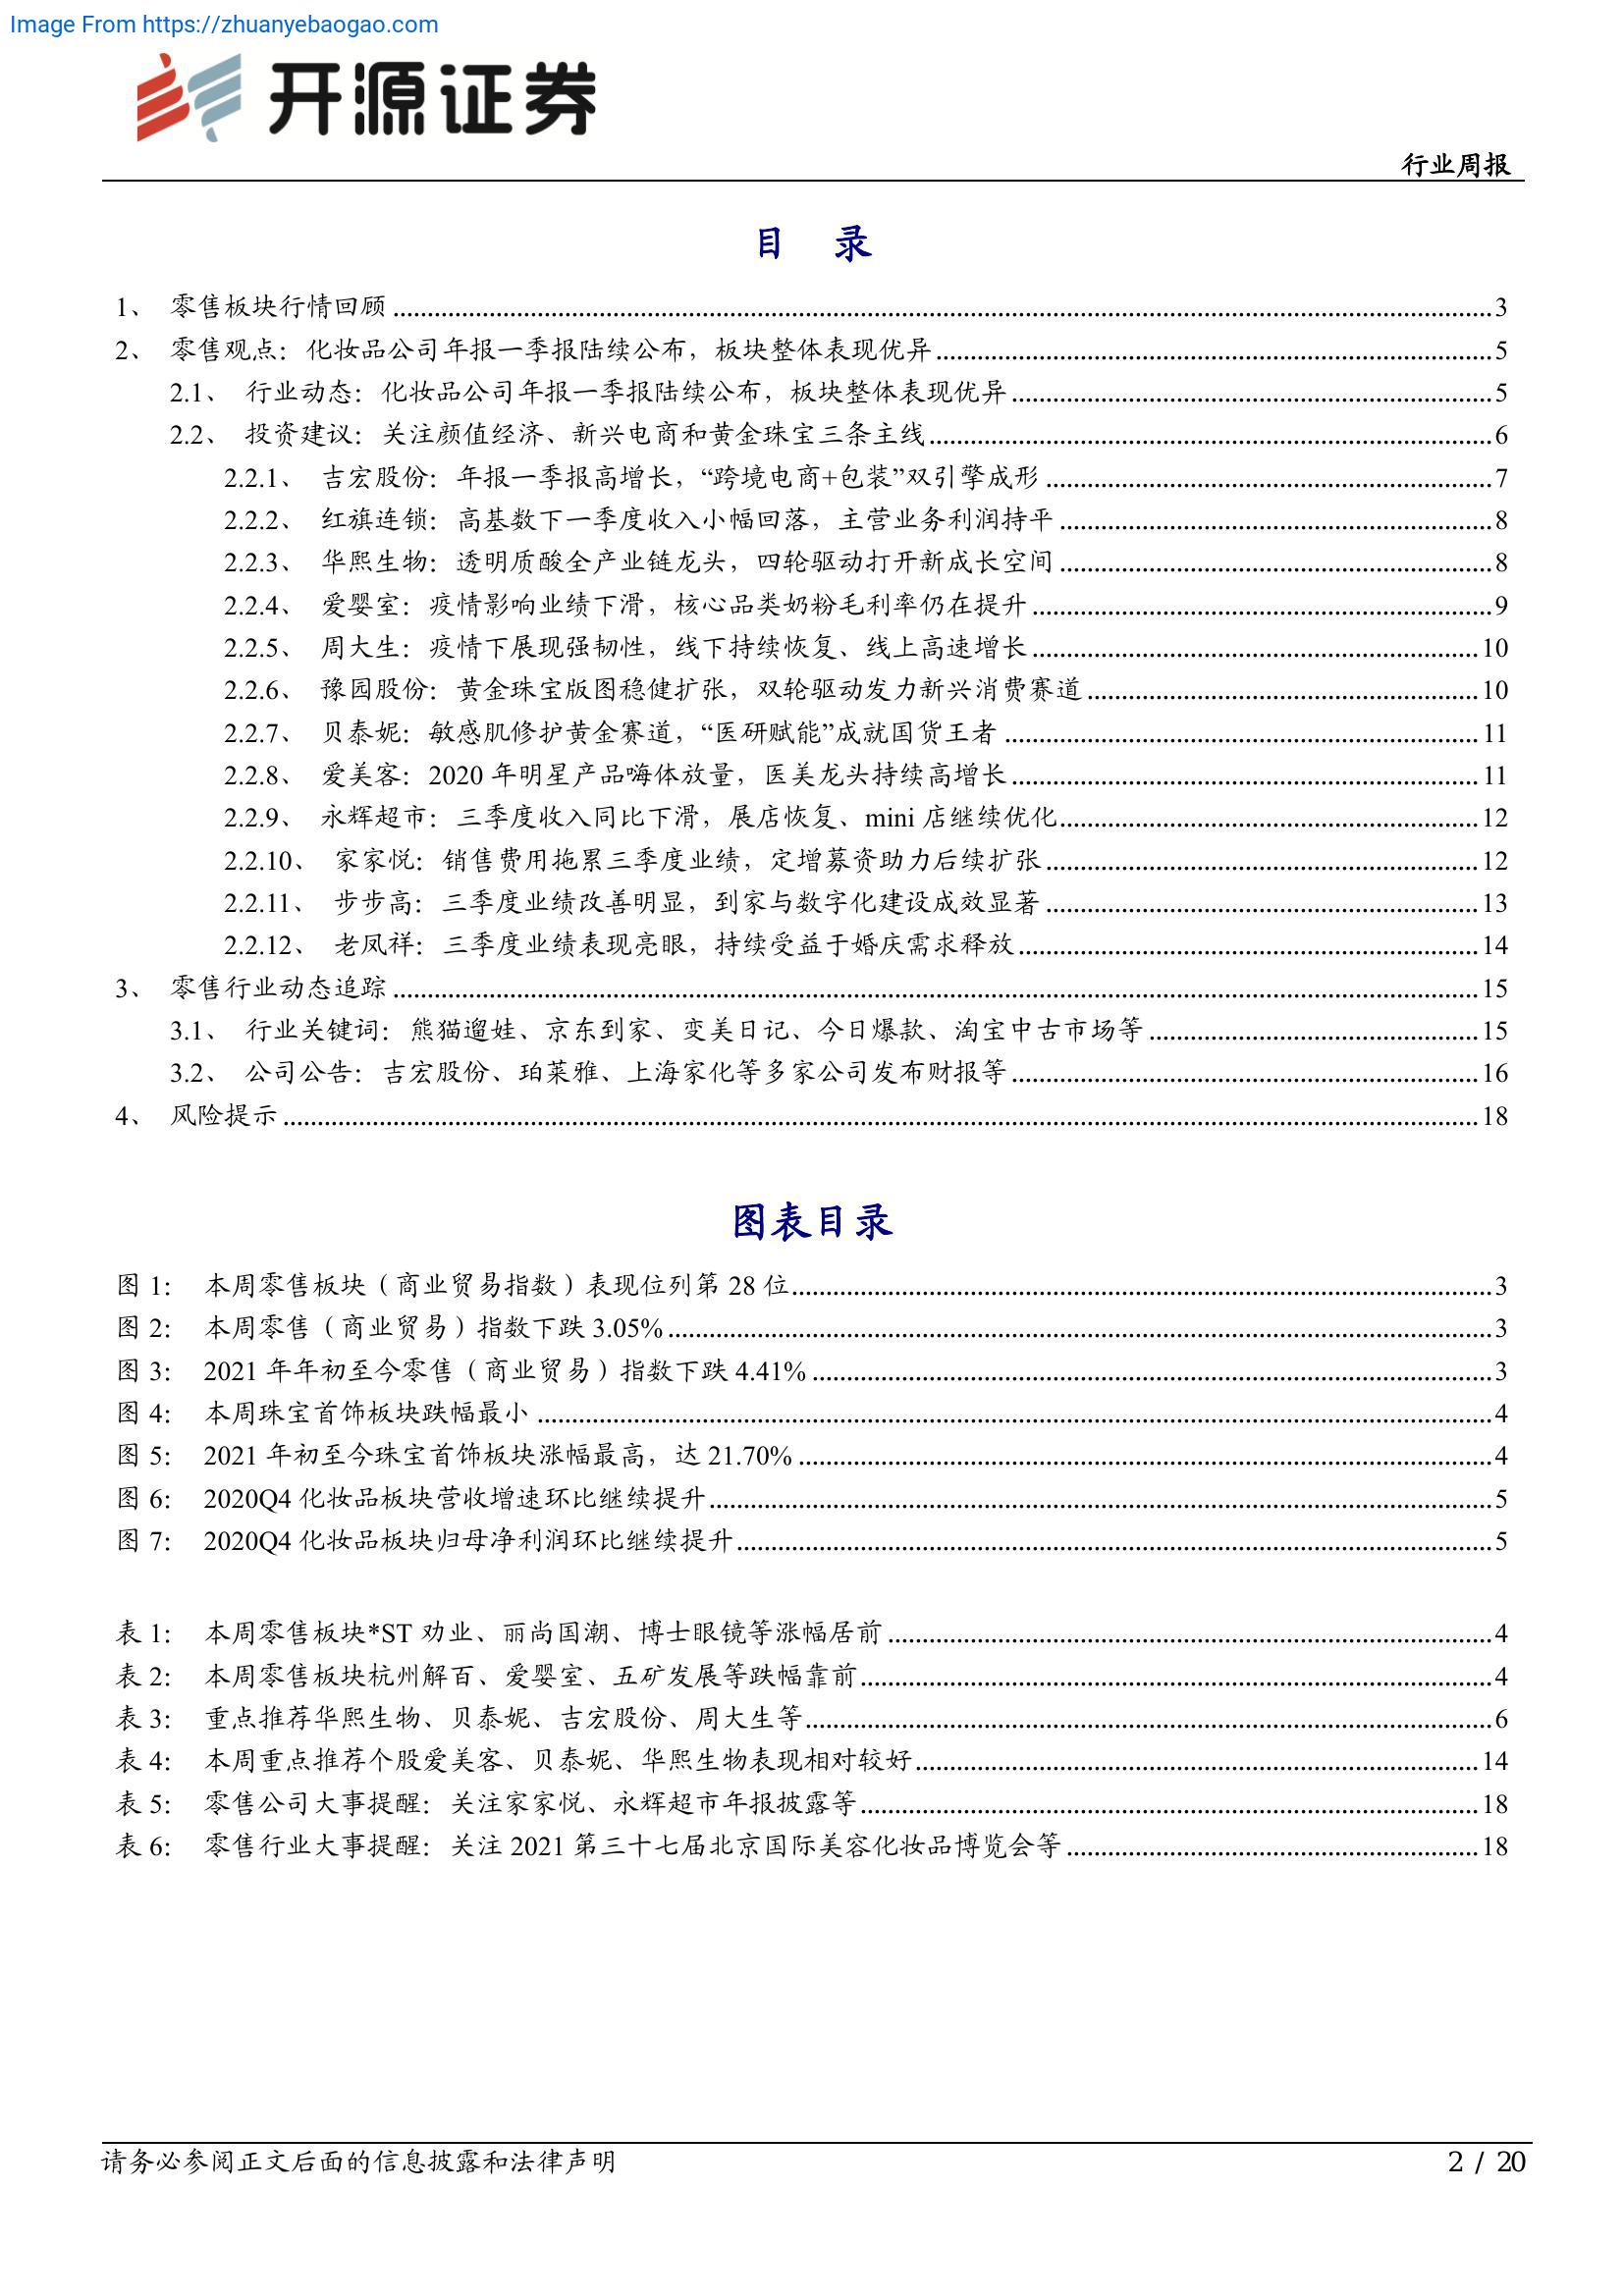 Image From https://zhuanyebaogao.com
开源证券
行业周报
目 录
1、 零售板块行情回顾 3
2、 零售观点：化妆品公司年报一季报陆续公布，板块整体表现优异 5
2.1、 行业动态：化妆品公司年报一季报陆续公布，板块整体表现优异 5
2.2、 投资建议：关注颜值经济、新兴电商和黄金珠宝三条主线 6
2.2.1、 吉宏股份：年报一季报高增长，“跨境电商+包装”双引擎成形 7
2.2.2、 红旗连锁：高基数下一季度收入小幅回落，主营业务利润持平 8
2.2.3、 华熙生物：透明质酸全产业链龙头，四轮驱动打开新成长空间 8
2.2.4、 爱婴室：疫情影响业绩下滑，核心品类奶粉毛利率仍在提升 9
2.2.5、 周大生：疫情下展现强韧性，线下持续恢复、线上高速增长 10
2.2.6、 豫园股份：黄金珠宝版图稳健扩张，双轮驱动发力新兴消费赛道 10
2.2.7、 贝泰妮：敏感肌修护黄金赛道，“医研赋能”成就国货王者 11
2.2.8、 爱美客：2020 年明星产品嗨体放量，医美龙头持续高增长 11
2.2.9、 永辉超市：三季度收入同比下滑，展店恢复、mini 店继续优化 12
2.2.10、 家家悦：销售费用拖累三季度业绩，定增募资助力后续扩张 12
2.2.11、 步步高：三季度业绩改善明显，到家与数字化建设成效显著 13
2.2.12、 老凤祥：三季度业绩表现亮眼，持续受益于婚庆需求释放 14
3、 零售行业动态追踪 15
3.1、 行业关键词：熊猫遛娃、京东到家、变美日记、今日爆款、淘宝中古市场等 15
3.2、 公司公告：吉宏股份、珀莱雅、上海家化等多家公司发布财报等 16
4、 风险提示 18
图表目录
图 1： 本周零售板块（商业贸易指数）表现位列第 28 位 3
图 2： 本周零售（商业贸易）指数下跌 3.05% 3
图 3： 2021 年年初至今零售（商业贸易）指数下跌 4.41% 3
图 4： 本周珠宝首饰板块跌幅最小 4
图 5： 2021 年初至今珠宝首饰板块涨幅最高，达 21.70% 4
图 6： 2020Q4 化妆品板块营收增速环比继续提升 5
图 7： 2020Q4 化妆品板块归母净利润环比继续提升 5
表 1： 本周零售板块*ST 劝业、丽尚国潮、博士眼镜等涨幅居前 4
表 2： 本周零售板块杭州解百、爱婴室、五矿发展等跌幅靠前 4
表 3： 重点推荐华熙生物、贝泰妮、吉宏股份、周大生等 6
表 4： 本周重点推荐个股爱美客、贝泰妮、华熙生物表现相对较好 14
表 5： 零售公司大事提醒：关注家家悦、永辉超市年报披露等 18
表 6： 零售行业大事提醒：关注 2021 第三十七届北京国际美容化妆品博览会等 18
请务必参阅正文后面的信息披露和法律声明 2 / 20